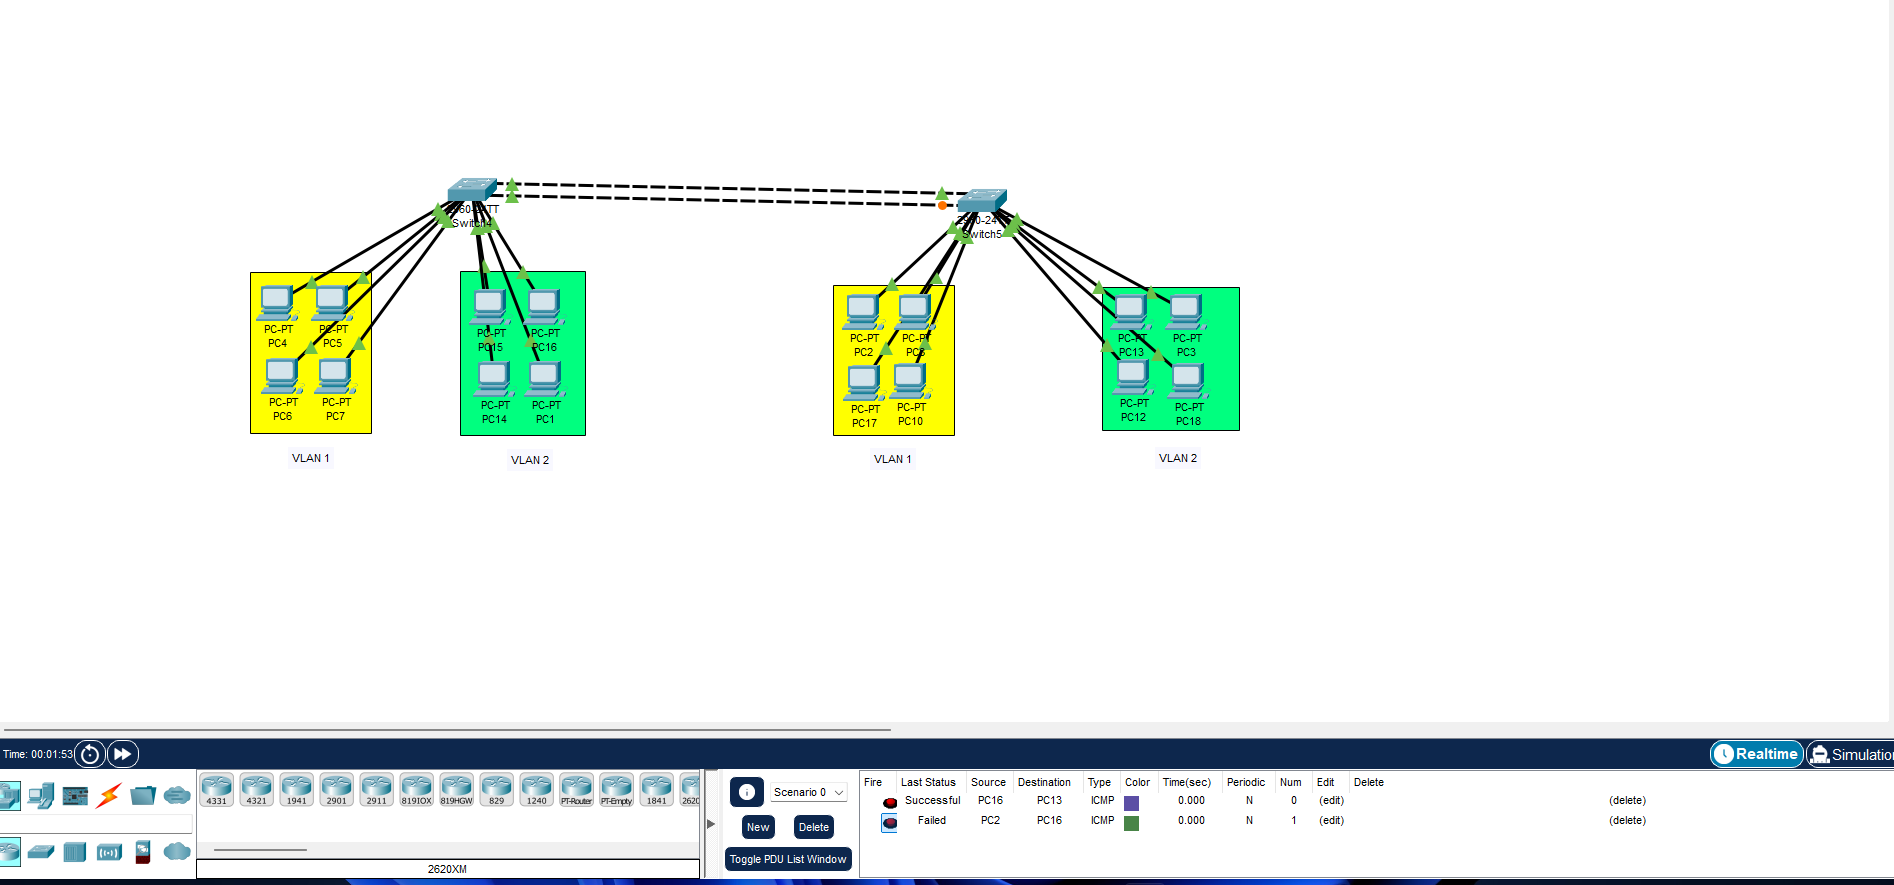 2960-24TT
Switch4
2960-24TT
Switch5
PC-PT
PC4
PC-PT
PC5
PC-PT
PC6
PC-PT
PC7
VLAN 1
PC-PT
PC15
PC-PT
PC16
PC-PT
PC14
PC-PT
PC1
VLAN 2
PC-PT
PC2
PC-PT
PC-PT
PC17
PC-PT
PC10
VLAN 1
PC-PT
PC13
PC-PT
PC3
PC-PT
PC12
PC-PT
PC18
VLAN 2
Time: 00:01:53
Realtime
Simulation
4331
4321
1941
2901
2911
819IOX
819HGW
829
1240
PT-Router
PT-Empty
1841
2620
2620XM
Scenario 0
New
Delete
Toggle PDU List Window
Fire Last Status Source Destination Type Color Time(sec) Periodic Num Edit Delete
Successful PC16 PC13 ICMP 0.000 N 0 (edit) (delete)
Failed PC2 PC16 ICMP 0.000 N 1 (edit) (delete)